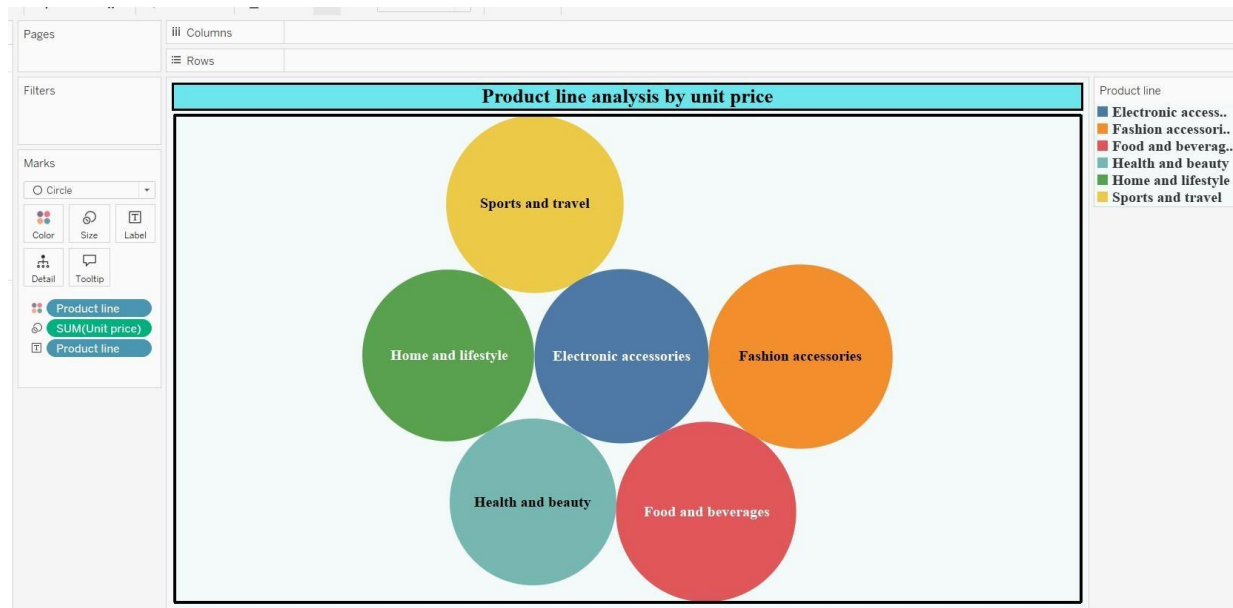 Pages
iii Columns
Rows
Filters
Marks
Circle
Color
Size
Label
Detail
Tooltip
Product line
SUM(Unit price)
Product line
Product line analysis by unit price
Sports and travel
Home and lifestyle
Electronic accessories
Fashion accessories
Health and beauty
Food and beverages
Product line
Electronic access..
Fashion accessori..
Food and beverag..
Health and beauty
Home and lifestyle
Sports and travel